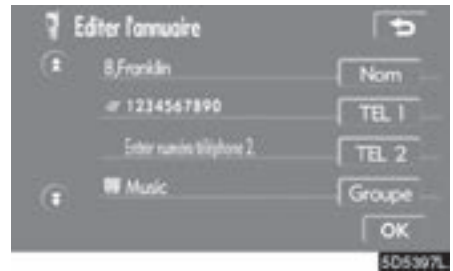 Editer l'annuaire
B,Franklin
Nom
1234567890
TEL 1
Entrer numéro téléphone 2.
TEL 2
Music
Groupe
OK
5D5397L